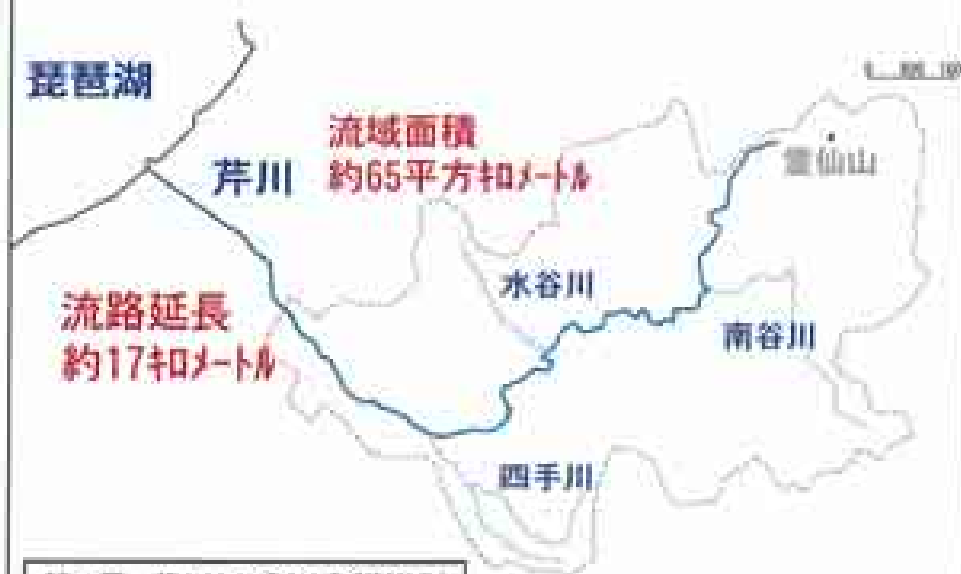 琵琶湖
芹川
流域面積
約65平方ｷﾛﾒｰﾄﾙ
霊仙山
水谷川
流路延長
約17ｷﾛﾒｰﾄﾙ
南谷川
四手川